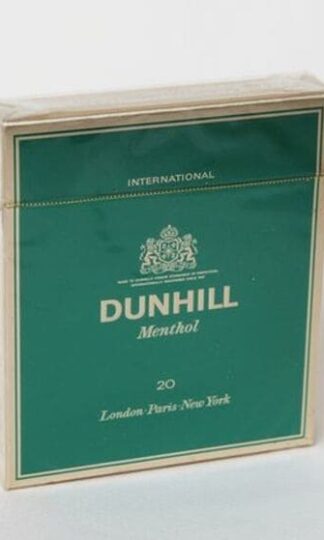 INTERNATIONAL
DUNHILL
Menthol
20
London·Paris·New York